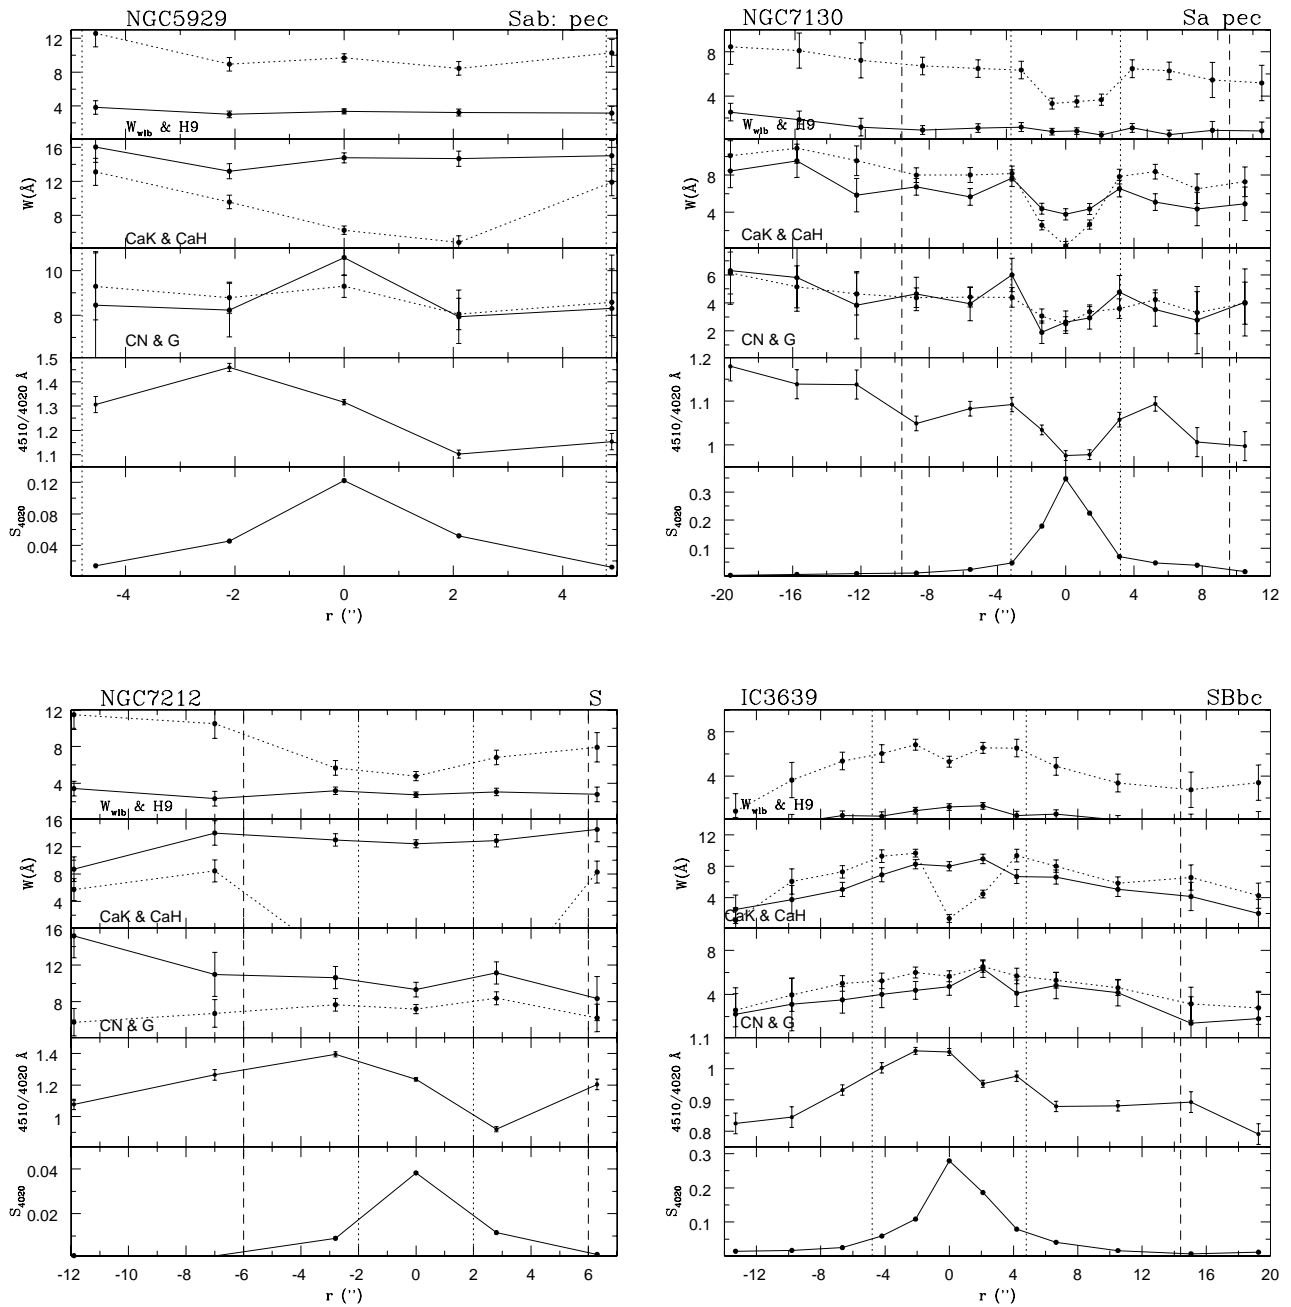 NGC5929 Sab: pec
12
8
4
W_wlb & H9
16
12
8
W(Å)
CaK & CaH
10
8
CN & G
1.5
1.4
1.3
1.2
1.1
4510/4020 Å
0.12
0.08
0.04
S_4020
-4 -2 0 2 4
r ('')
NGC7130 Sa pec
8
4
W_wlb & H9
8
4
W(Å)
CaK & CaH
6
4
2
CN & G
1.2
1.1
1
4510/4020 Å
0.3
0.2
0.1
S_4020
-20 -16 -12 -8 -4 0 4 8 12
r ('')
NGC7212 S
12
8
4
W_wlb & H9
16
12
8
4
W(Å)
CaK & CaH
16
12
8
CN & G
1.4
1.2
1
4510/4020 Å
0.04
0.02
S_4020
-12 -10 -8 -6 -4 -2 0 2 4 6
r ('')
IC3639 SBbc
8
4
W_wlb & H9
12
8
4
W(Å)
CaK & CaH
8
4
CN & G
1.1
1
0.9
0.8
4510/4020 Å
0.3
0.2
0.1
S_4020
-12 -8 -4 0 4 8 12 16 20
r ('')